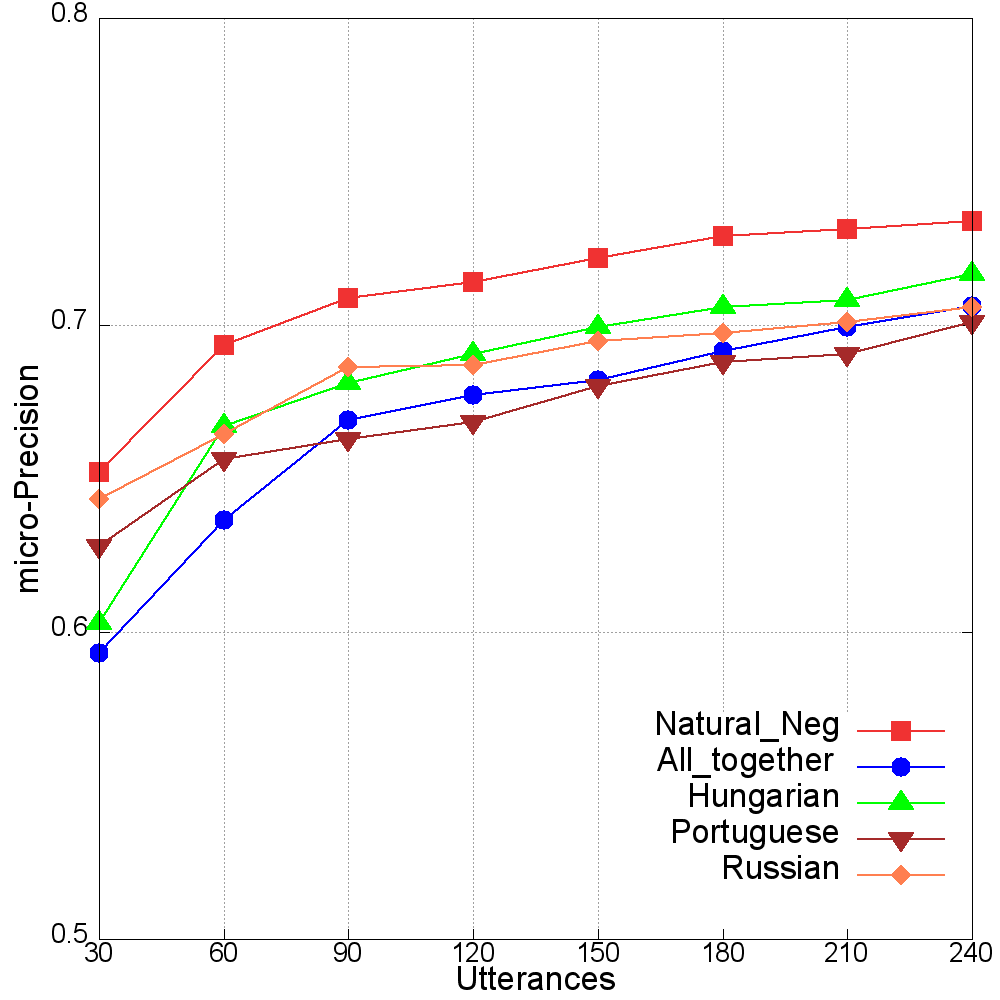 0.8
0.7
0.6
0.5
micro-Precision
30 60 90 120 150 180 210 240
Utterances
Natural_Neg
All_together
Hungarian
Portuguese
Russian